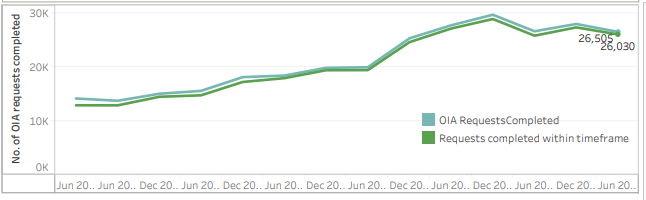 No. of OIA requests completed
30K
20K
10K
0K
26,505
26,030
OIA RequestsCompleted
Requests completed within timeframe
Jun 20.. Jun 20.. Dec 20.. Jun 20.. Dec 20.. Jun 20.. Dec 20.. Jun 20.. Dec 20.. Jun 20.. Dec 20.. Jun 20.. Dec 20.. Jun 20..